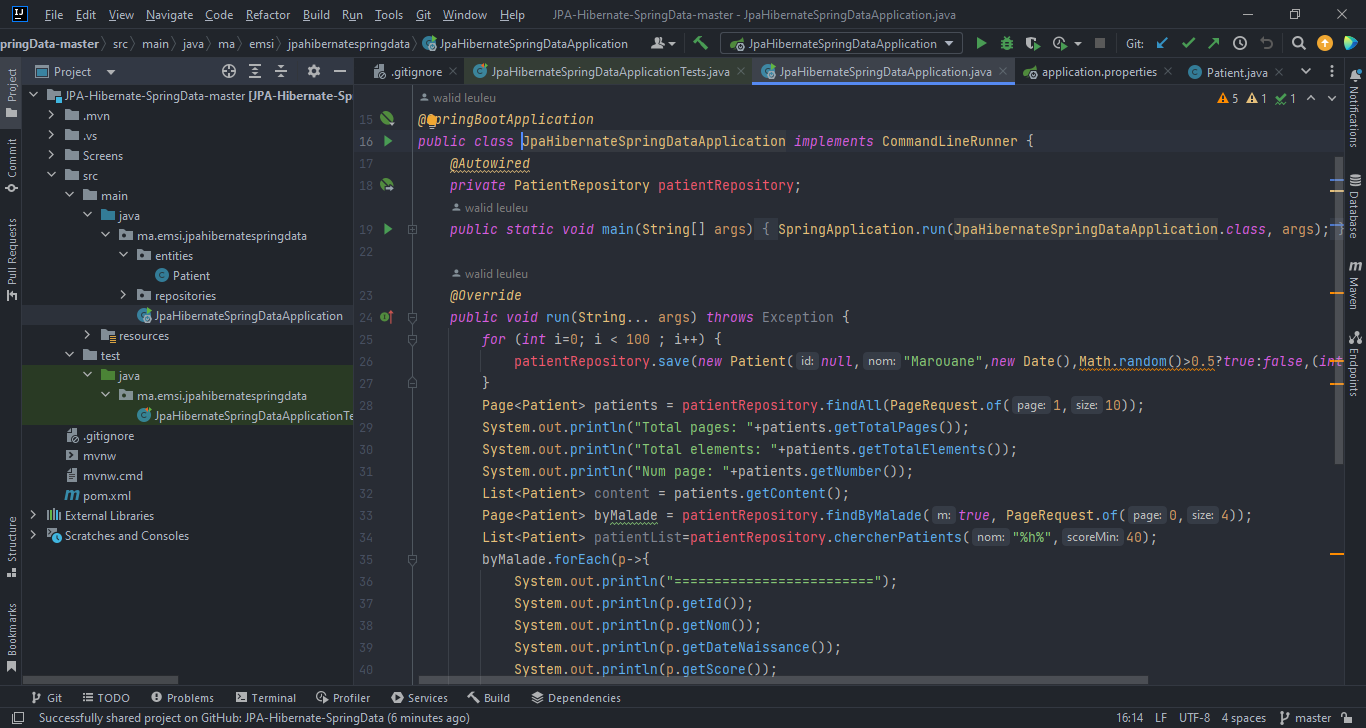 File Edit View Navigate Code Refactor Build Run Tools Git Window Help JPA-Hibernate-SpringData-master - JpaHibernateSpringDataApplication.java
pringData-master src main java ma emsi jpahibernatespringdata JpaHibernateSpringDataApplication JpaHibernateSpringDataApplication Git:
Project
.gitignore JpaHibernateSpringDataApplicationTests.java JpaHibernateSpringDataApplication.java application.properties Patient.java
Project
Commit
Pull Requests
Structure
Bookmarks
JPA-Hibernate-SpringData-master [JPA-Hibernate-Sp
.mvn
.vs
Screens
src
main
java
ma.emsi.jpahibernatespringdata
entities
Patient
repositories
JpaHibernateSpringDataApplication
resources
test
java
ma.emsi.jpahibernatespringdata
JpaHibernateSpringDataApplicationTe
.gitignore
mvnw
mvnw.cmd
pom.xml
External Libraries
Scratches and Consoles
walid leuleu
5 1 1
15 @SpringBootApplication
16 public class JpaHibernateSpringDataApplication implements CommandLineRunner {
17 @Autowired
18 private PatientRepository patientRepository;
walid leuleu
19 public static void main(String[] args) { SpringApplication.run(JpaHibernateSpringDataApplication.class, args); }
22
walid leuleu
23 @Override
24 public void run(String... args) throws Exception {
25 for (int i=0; i < 100 ; i++) {
26 patientRepository.save(new Patient( id: null, nom: "Marouane",new Date(),Math.random()>0.5?true:false,(int
27 }
28 Page<Patient> patients = patientRepository.findAll(PageRequest.of( page: 1, size: 10));
29 System.out.println("Total pages: "+patients.getTotalPages());
30 System.out.println("Total elements: "+patients.getTotalElements());
31 System.out.println("Num page: "+patients.getNumber());
32 List<Patient> content = patients.getContent();
33 Page<Patient> byMalade = patientRepository.findByMalade( m: true, PageRequest.of( page: 0, size: 4));
34 List<Patient> patientList=patientRepository.chercherPatients( nom: "%h%", scoreMin: 40);
35 byMalade.forEach(p->{
36 System.out.println("=========================");
37 System.out.println(p.getId());
38 System.out.println(p.getNom());
39 System.out.println(p.getDateNaissance());
40 System.out.println(p.getScore());
Notifications
Database
Maven
Endpoints
Git TODO Problems Terminal Profiler Services Build Dependencies
Successfully shared project on GitHub: JPA-Hibernate-SpringData (6 minutes ago) 16:14 LF UTF-8 4 spaces master